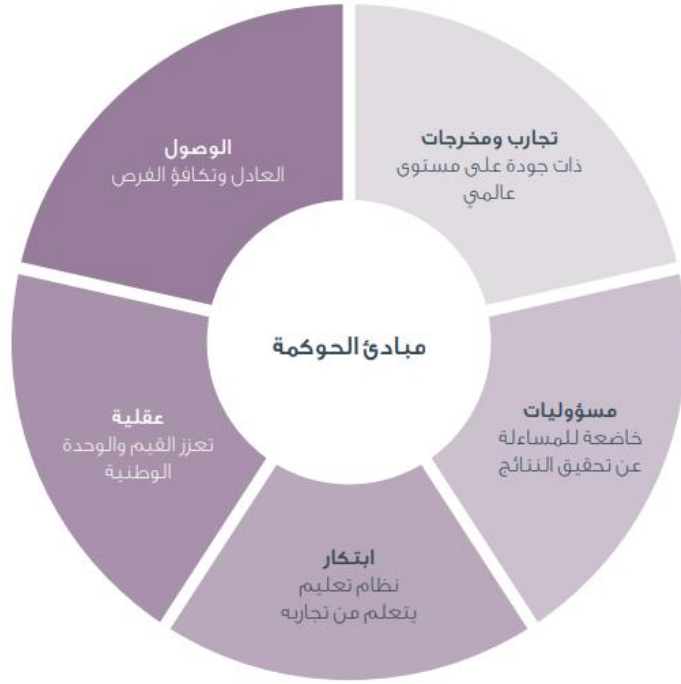 تجارب ومخرجات
ذات جودة على مستوى
عالمي
الوصول
العادل وتكافؤ الفرص
مبادئ الحوكمة
مسؤوليات
خاضعة للمساءلة
عن تحقيق النتائج
عقلية
تعزز القيم والوحدة
الوطنية
ابتكار
نظام تعليم
يتعلم من تجاربه